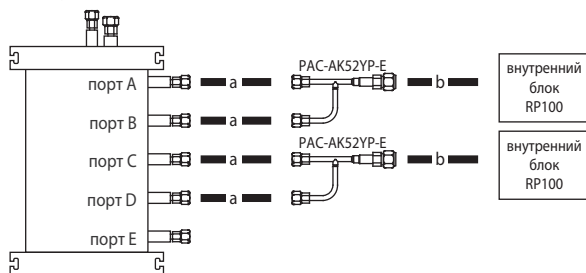 PAC-AK52YP-E
порт A
a
b
внутренний
блок
RP100
порт B
a
PAC-AK52YP-E
порт C
a
b
внутренний
блок
RP100
порт D
a
порт E